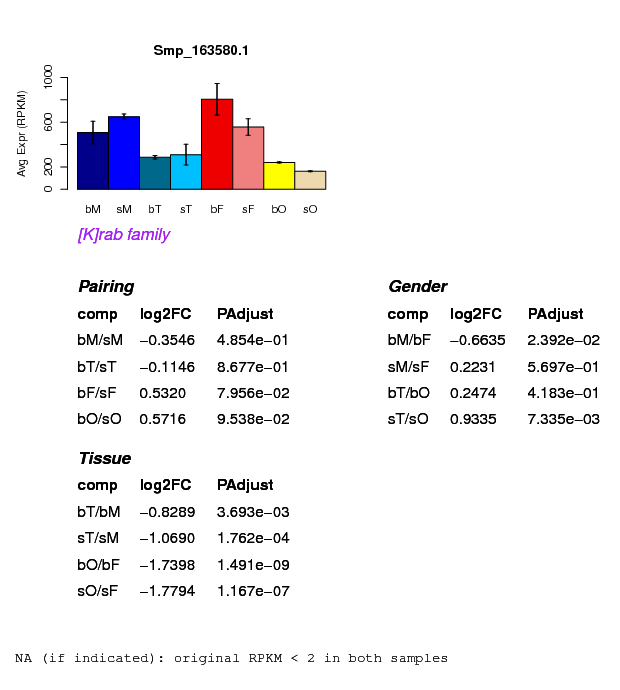 Smp_163580.1
Avg Expr (RPKM)
1000
600
200
0
bM sM bT sT bF sF bO sO
[K]rab family
Pairing
comp log2FC PAdjust
bM/sM −0.3546 4.854e−01
bT/sT −0.1146 8.677e−01
bF/sF 0.5320 7.956e−02
bO/sO 0.5716 9.538e−02
Gender
comp log2FC PAdjust
bM/bF −0.6635 2.392e−02
sM/sF 0.2231 5.697e−01
bT/bO 0.2474 4.183e−01
sT/sO 0.9335 7.335e−03
Tissue
comp log2FC PAdjust
bT/bM −0.8289 3.693e−03
sT/sM −1.0690 1.762e−04
bO/bF −1.7398 1.491e−09
sO/sF −1.7794 1.167e−07
NA (if indicated): original RPKM < 2 in both samples